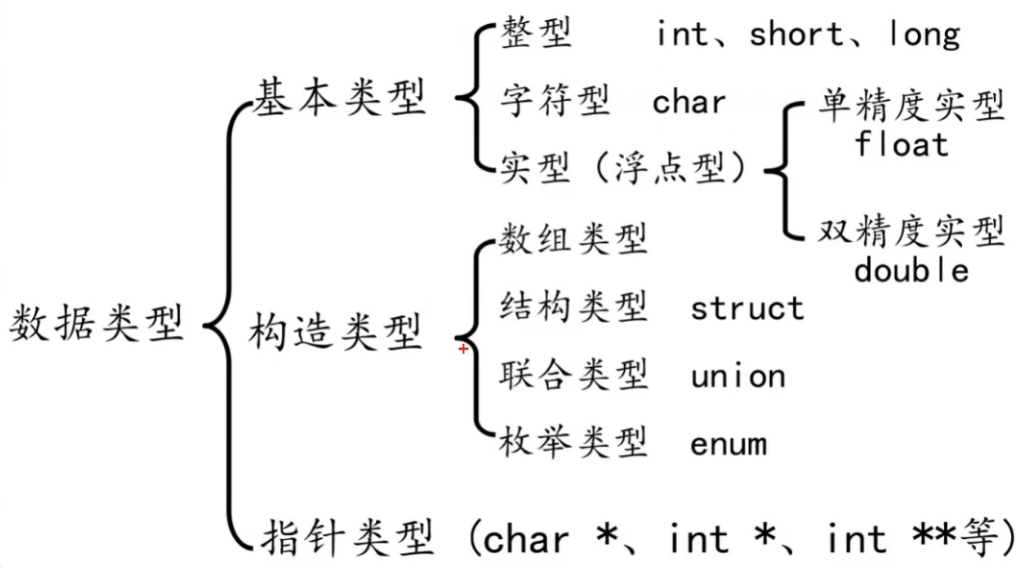 数据类型
基本类型
整型 int、short、long
字符型 char
实型（浮点型）
单精度实型
float
双精度实型
double
构造类型
数组类型
结构类型 struct
联合类型 union
枚举类型 enum
指针类型 (char *、int *、int **等)